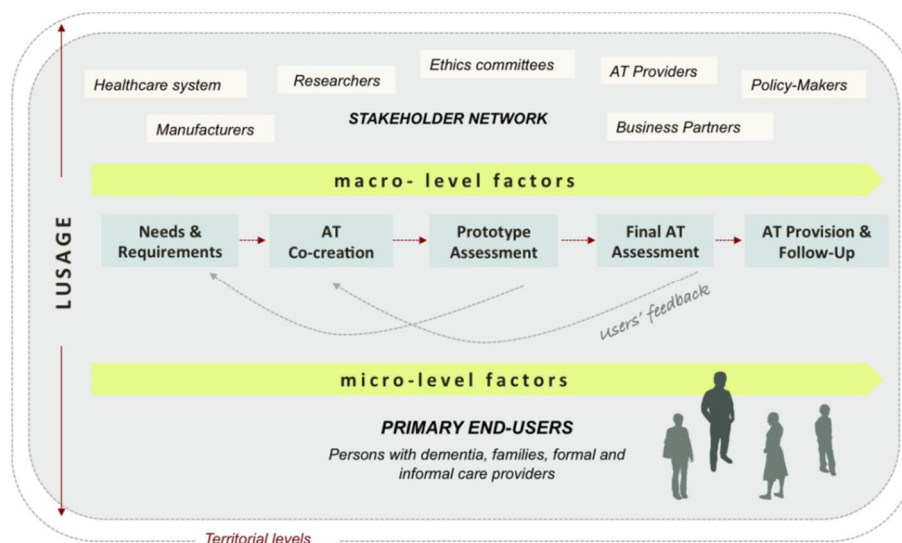 Ethics committees
Healthcare system
Researchers
AT Providers
Policy-Makers
Manufacturers
STAKEHOLDER NETWORK
Business Partners
macro- level factors
LUSAGE
Needs &
Requirements
AT
Co-creation
Prototype
Assessment
Final AT
Assessment
AT Provision &
Follow-Up
Users' feedback
micro-level factors
PRIMARY END-USERS
Persons with dementia, families, formal and
informal care providers
Territorial levels